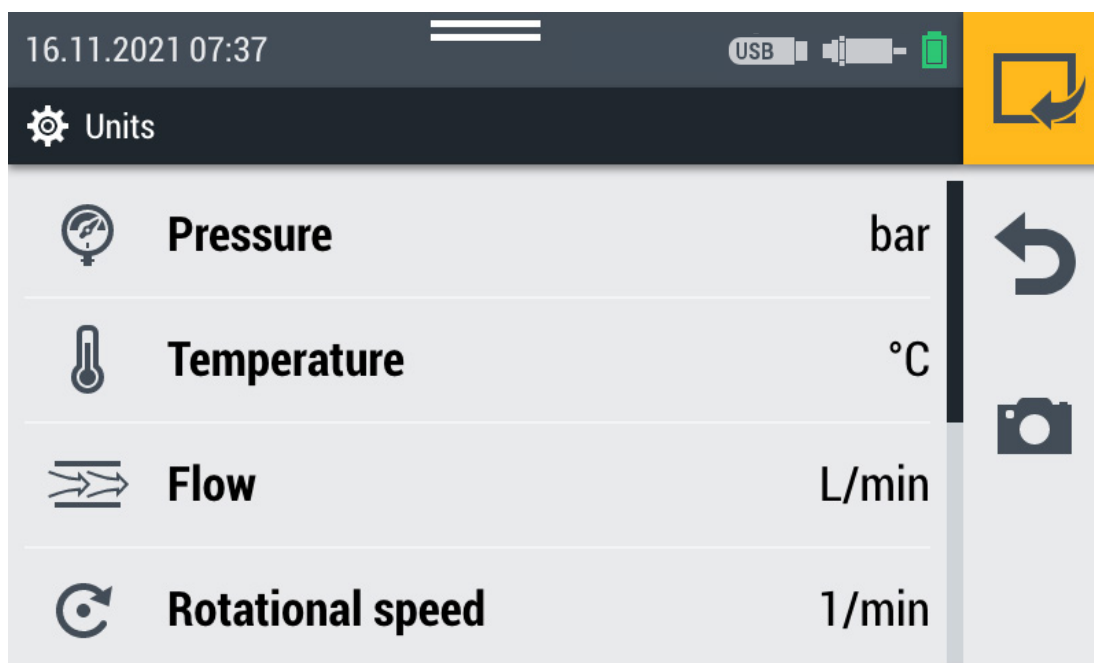 16.11.2021 07:37 USB
Units
Pressure bar
Temperature °C
Flow L/min
Rotational speed 1/min